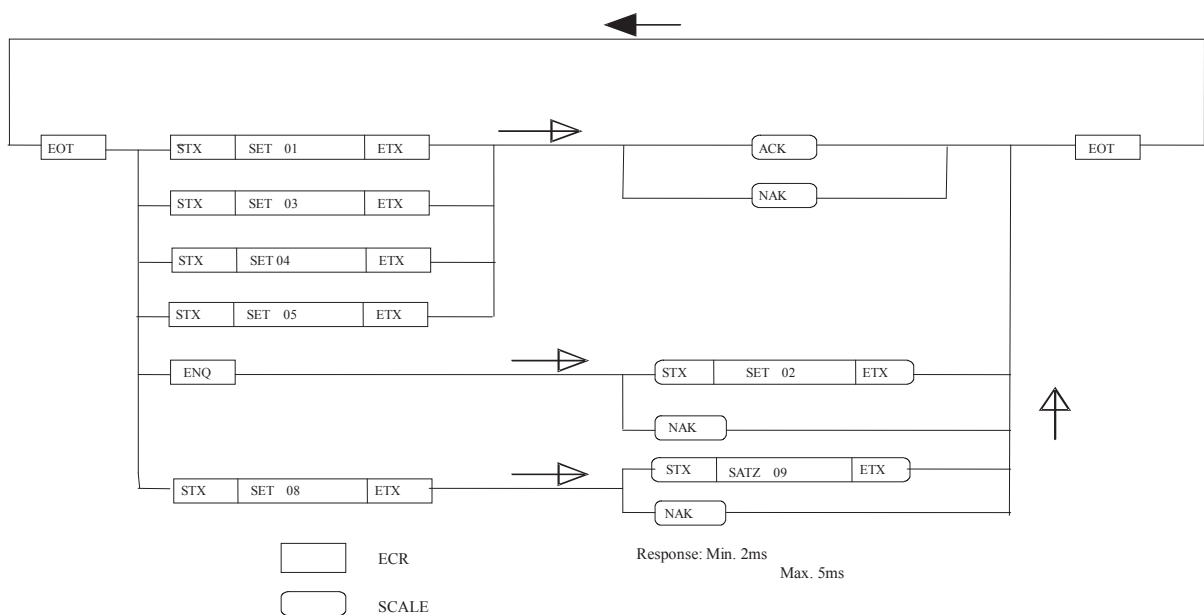 EOT STX SET 01 ETX ACK EOT
STX SET 03 ETX NAK
STX SET 04 ETX
STX SET 05 ETX
ENQ STX SET 02 ETX
NAK
STX SET 08 ETX STX SATZ 09 ETX
NAK
ECR Response: Min. 2ms
Max. 5ms
SCALE